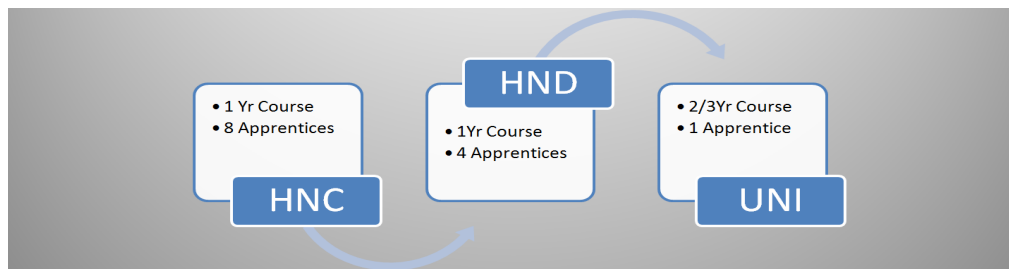 • 1 Yr Course
• 8 Apprentices
HNC
HND
• 1Yr Course
• 4 Apprentices
• 2/3Yr Course
• 1 Apprentice
UNI